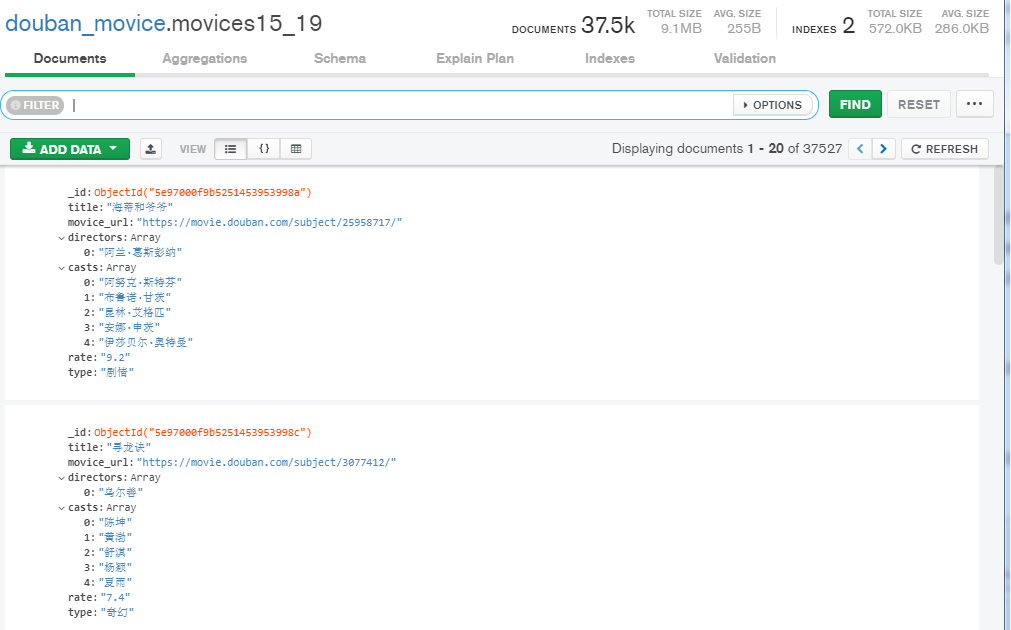 douban_movice.movices15_19
DOCUMENTS 37.5k TOTAL SIZE 9.1MB AVG. SIZE 255B INDEXES 2 TOTAL SIZE 572.0KB AVG. SIZE 286.0KB
Documents Aggregations Schema Explain Plan Indexes Validation
FILTER OPTIONS FIND RESET ...
ADD DATA VIEW {} Displaying documents 1 - 20 of 37527 < > REFRESH
_id: ObjectId("5e97000f9b5251453953998a")
title: "海蒂和爷爷"
movice_url: "https://movie.douban.com/subject/25958717/"
directors: Array
0: "阿兰·葛斯彭纳"
casts: Array
0: "阿努克·斯特芬"
1: "布鲁诺·甘茨"
2: "昆林·艾格匹"
3: "安娜·申茨"
4: "伊莎贝尔·奥特曼"
rate: "9.2"
type: "剧情"
_id: ObjectId("5e97000f9b5251453953998c")
title: "寻龙诀"
movice_url: "https://movie.douban.com/subject/3077412/"
directors: Array
0: "乌尔善"
casts: Array
0: "陈坤"
1: "黄渤"
2: "舒淇"
3: "杨颖"
4: "夏雨"
rate: "7.4"
type: "奇幻"